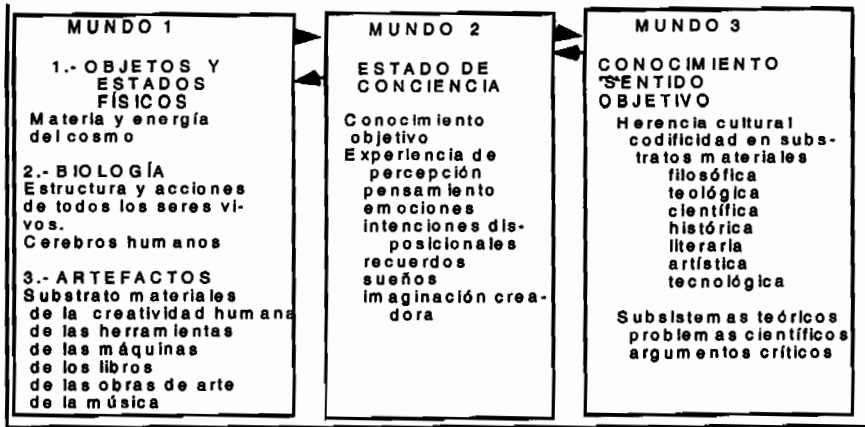 MUNDO 1
1.- OBJETOS Y
ESTADOS
FÍSICOS
Materia y energía
del cosmo
2.- BIOLOGÍA
Estructura y acciones
de todos los seres vi-
vos.
Cerebros humanos
3.- ARTEFACTOS
Substrato materiales
de la creatividad humana
de las herramientas
de las máquinas
de los libros
de las obras de arte
de la música
MUNDO 2
ESTADO DE
CONCIENCIA
Conocimiento
objetivo
Experiencia de
percepción
pensamiento
emociones
intenciones dis-
posicionales
recuerdos
sueños
imaginación crea-
dora
MUNDO 3
CONOCIMIENTO
SENTIDO
OBJETIVO
Herencia cultural
codificidad en subs-
tratos materiales
filosófica
teológica
científica
histórica
literaria
artística
tecnológica
Subsistemas teóricos
problemas científicos
argumentos críticos